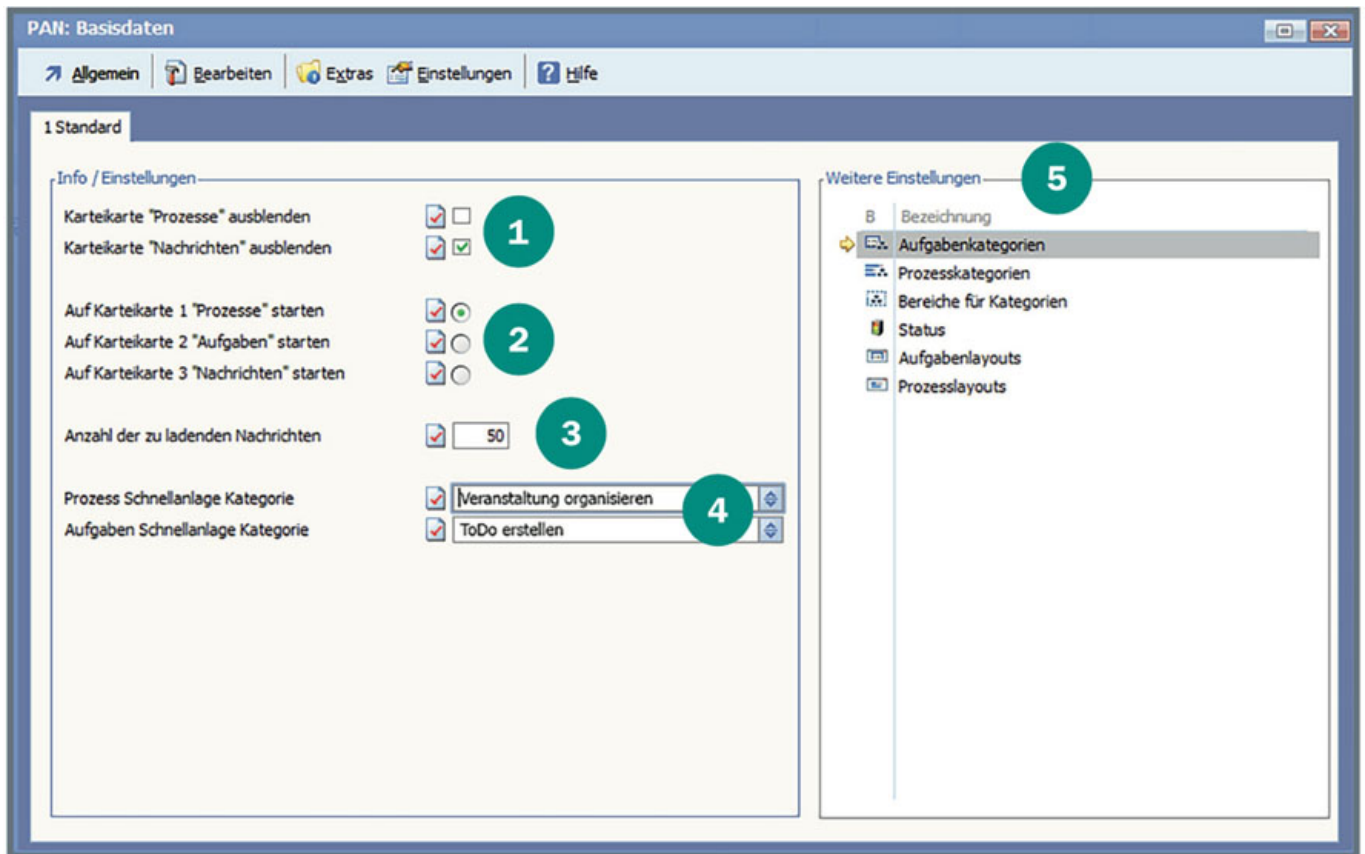 PAN: Basisdaten
Allgemein Bearbeiten Extras Einstellungen Hilfe
1 Standard
Info / Einstellungen
Karteikarte "Prozesse" ausblenden
Karteikarte "Nachrichten" ausblenden
1
Auf Karteikarte 1 "Prozesse" starten
Auf Karteikarte 2 "Aufgaben" starten
Auf Karteikarte 3 "Nachrichten" starten
2
Anzahl der zu ladenden Nachrichten 50
3
Prozess Schnellanlage Kategorie Veranstaltung organisieren
Aufgaben Schnellanlage Kategorie ToDo erstellen
4
Weitere Einstellungen
5
B Bezeichnung
Aufgabenkategorien
Prozesskategorien
Bereiche für Kategorien
Status
Aufgabenlayouts
Prozesslayouts